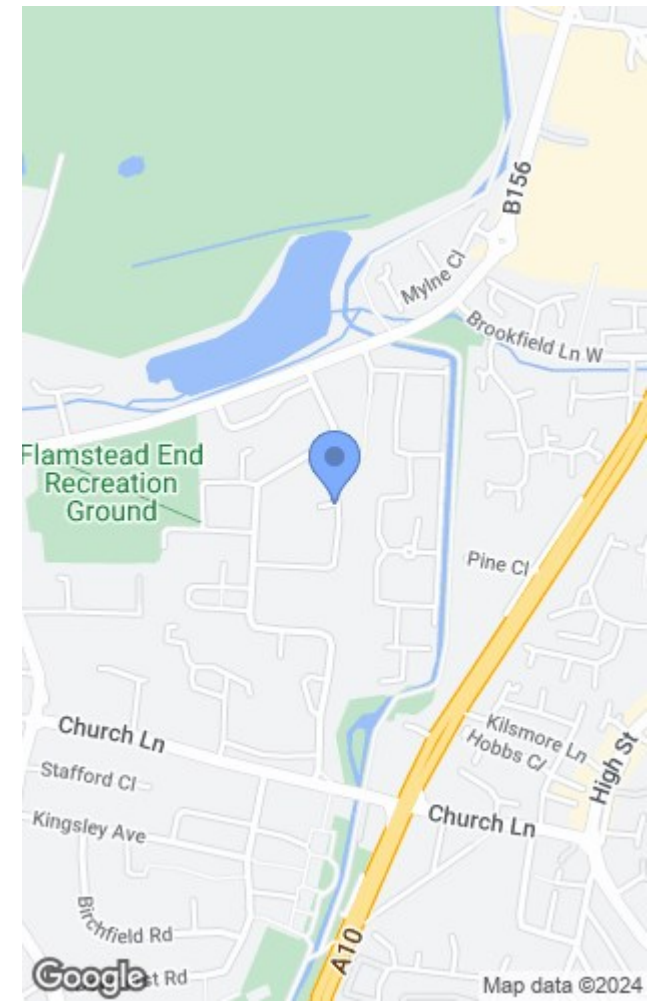 B156
Mylne Cl
Brookfield Ln W
Flamstead End
Recreation
Ground
Pine Cl
Church Ln
Kilsmore Ln
Hobbs Cl
High St
Stafford Cl
Kingsley Ave
Church Ln
Birchfield Rd
A10
Rd
Google
Map data ©2024